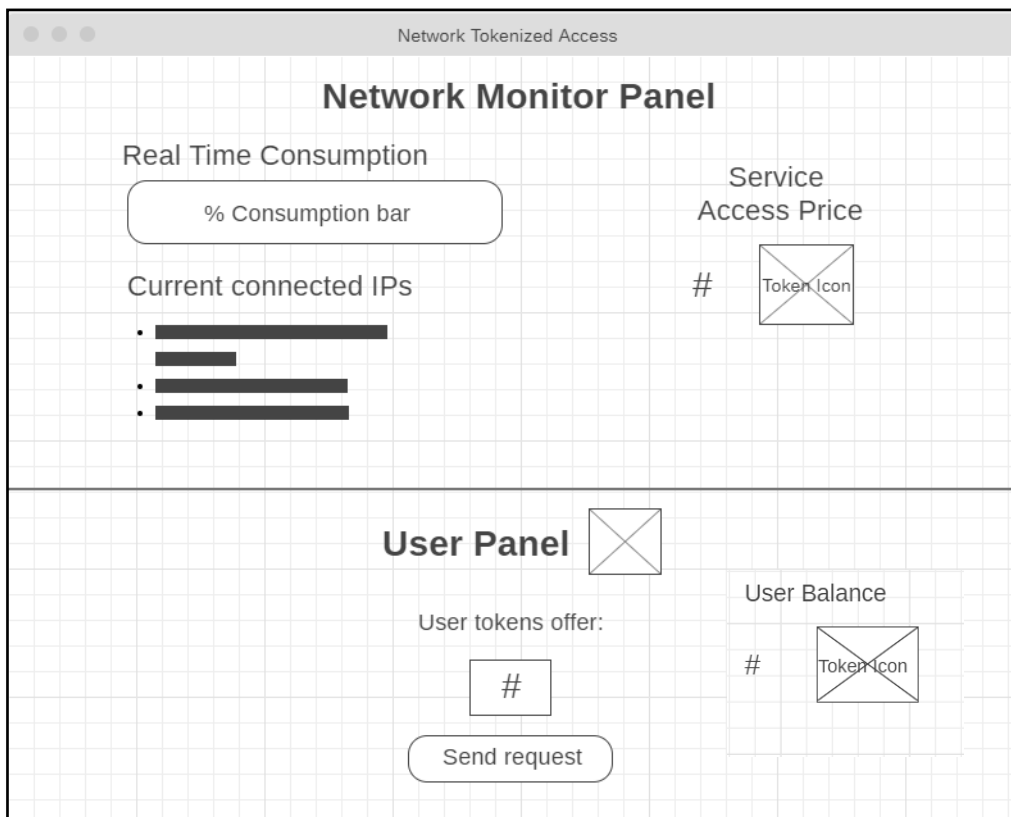 Network Tokenized Access
Network Monitor Panel
Real Time Consumption
% Consumption bar
Service
Access Price
#
Token Icon
Current connected IPs
User Panel
User tokens offer:
#
Send request
User Balance
#
Token Icon